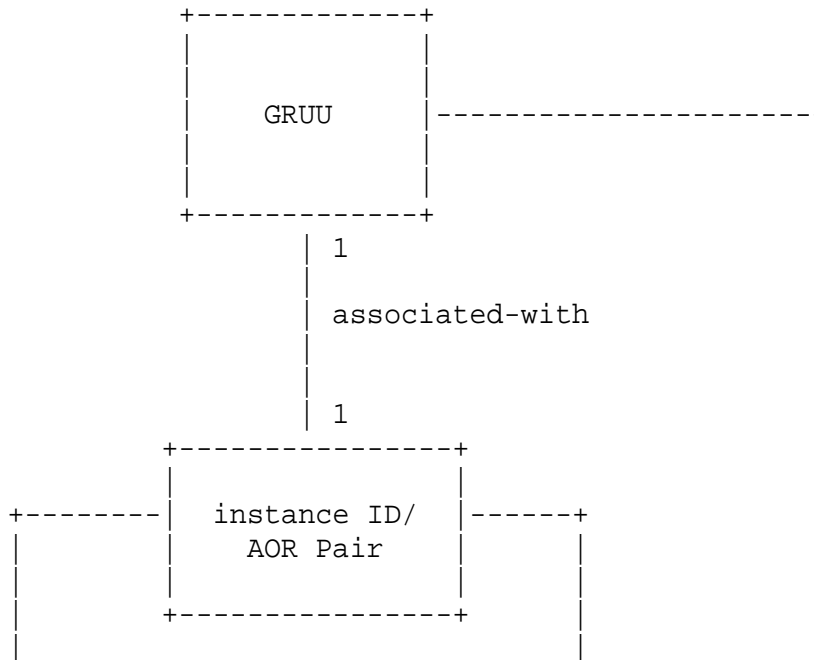 GRUU
1
associated-with
1
instance ID/
AOR Pair